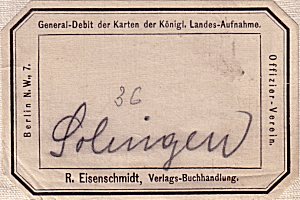 General-Debit der Karten der Königl. Landes-Aufnahme.
Berlin N.W., 7.
Offizier-Verein.
36
Solingen
R. Eisenschmidt, Verlags-Buchhandlung.